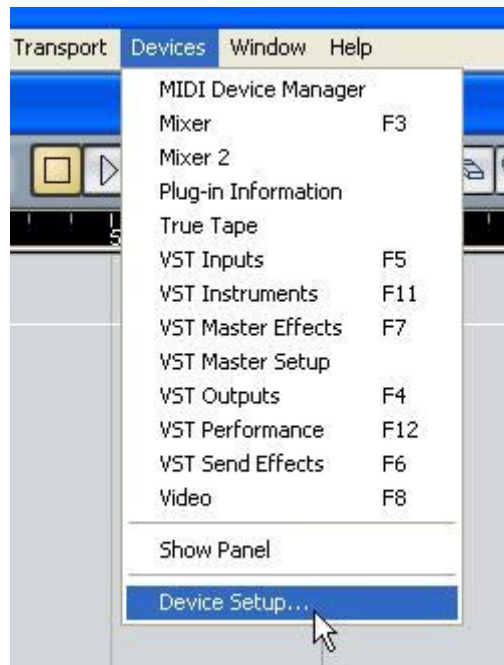 Transport Devices Window Help
MIDI Device Manager
Mixer F3
Mixer 2
Plug-in Information
True Tape
VST Inputs F5
VST Instruments F11
VST Master Effects F7
VST Master Setup
VST Outputs F4
VST Performance F12
VST Send Effects F6
Video F8
Show Panel
Device Setup...